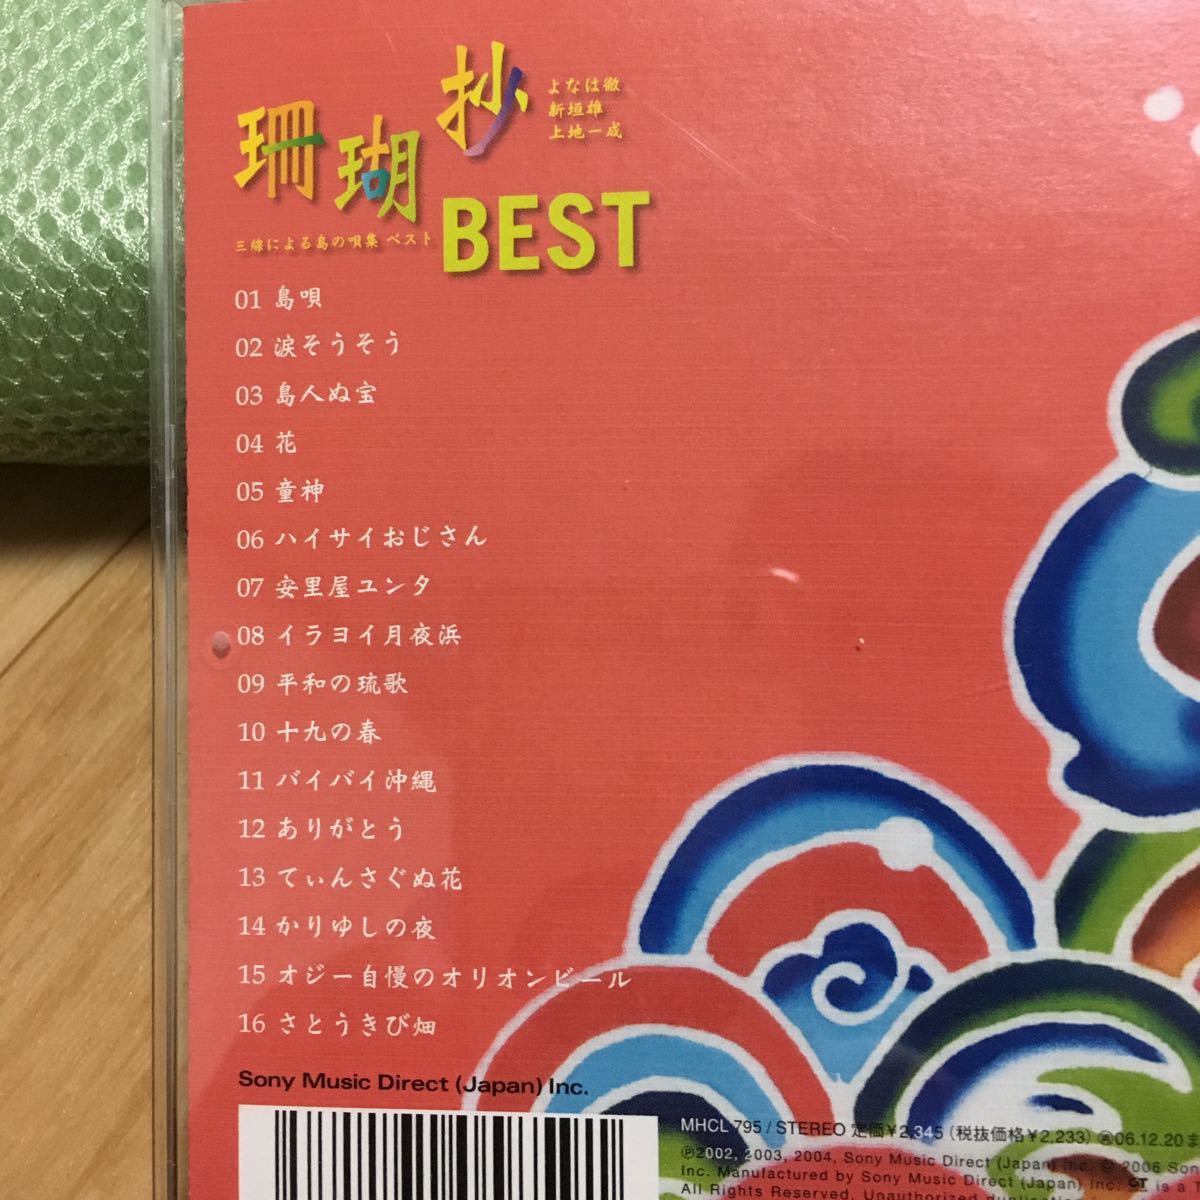 珊瑚抄
よなは徹
新垣雄
上地一成
BEST
三線による島の唄集 ベスト
01 島唄
02 涙そうそう
03 島人ぬ宝
04 花
05 童神
06 ハイサイおじさん
07 安里屋ユンタ
08 イラヨイ月夜浜
09 平和の琉歌
10 十九の春
11 バイバイ沖縄
12 ありがとう
13 てぃんさぐぬ花
14 かりゆしの夜
15 オジー自慢のオリオンビール
16 さとうきび畑
Sony Music Direct (Japan) Inc.
MHCL 795 / STEREO 定価¥2,345 (税抜価格¥2,233) 06.12.20ま
℗2002, 2003, 2004, Sony Music Direct (Japan) Inc. © 2006 Sony
Inc. Manufactured by Sony Music Direct (Japan) Inc. GT is a
All Rights Reserved. Unauthorized